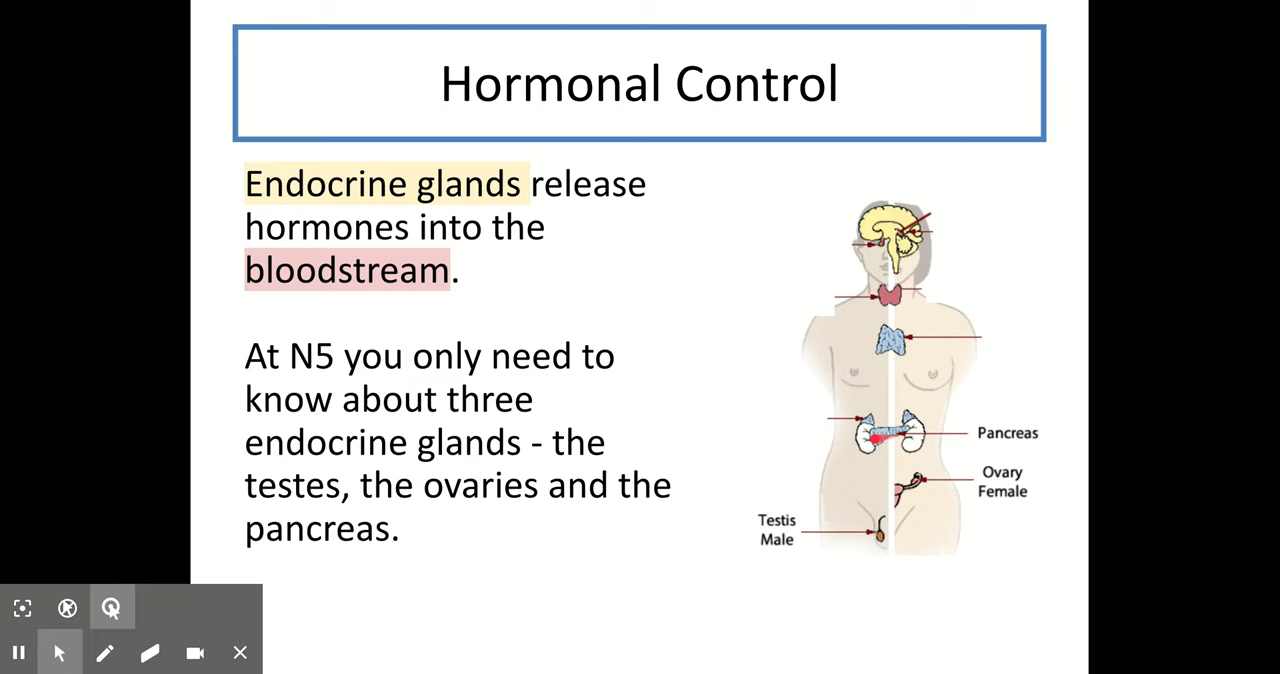 Hormonal Control
Endocrine glands release
hormones into the
bloodstream.
At N5 you only need to
know about three
endocrine glands - the
testes, the ovaries and the
pancreas.
Pancreas
Ovary
Female
Testis
Male